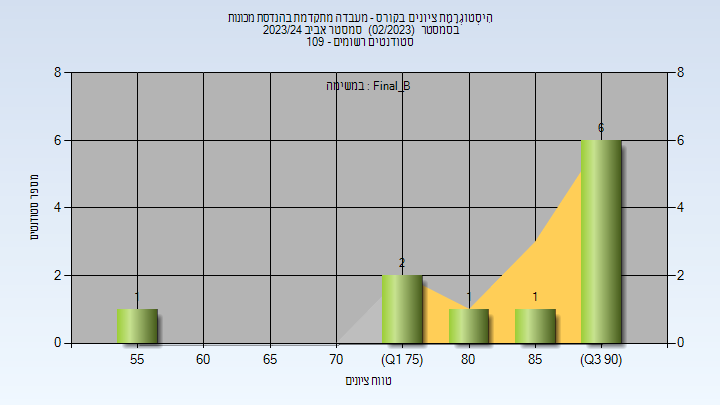 הִיסְטוֹגְרָמַת ציונים בקורס - מעבדה מתקדמת בהנדסת מכונות
בסמסטר (02/2023) סמסטר אביב 2023/24
סטודנטים רשומים - 109
במשימה : Final_B
8 8
6 6
4 4
2 2
0 0
1 2 1 1 6
מספר סטודנטים
55 60 65 70 (Q1 75) 80 85 (Q3 90)
טווח ציונים